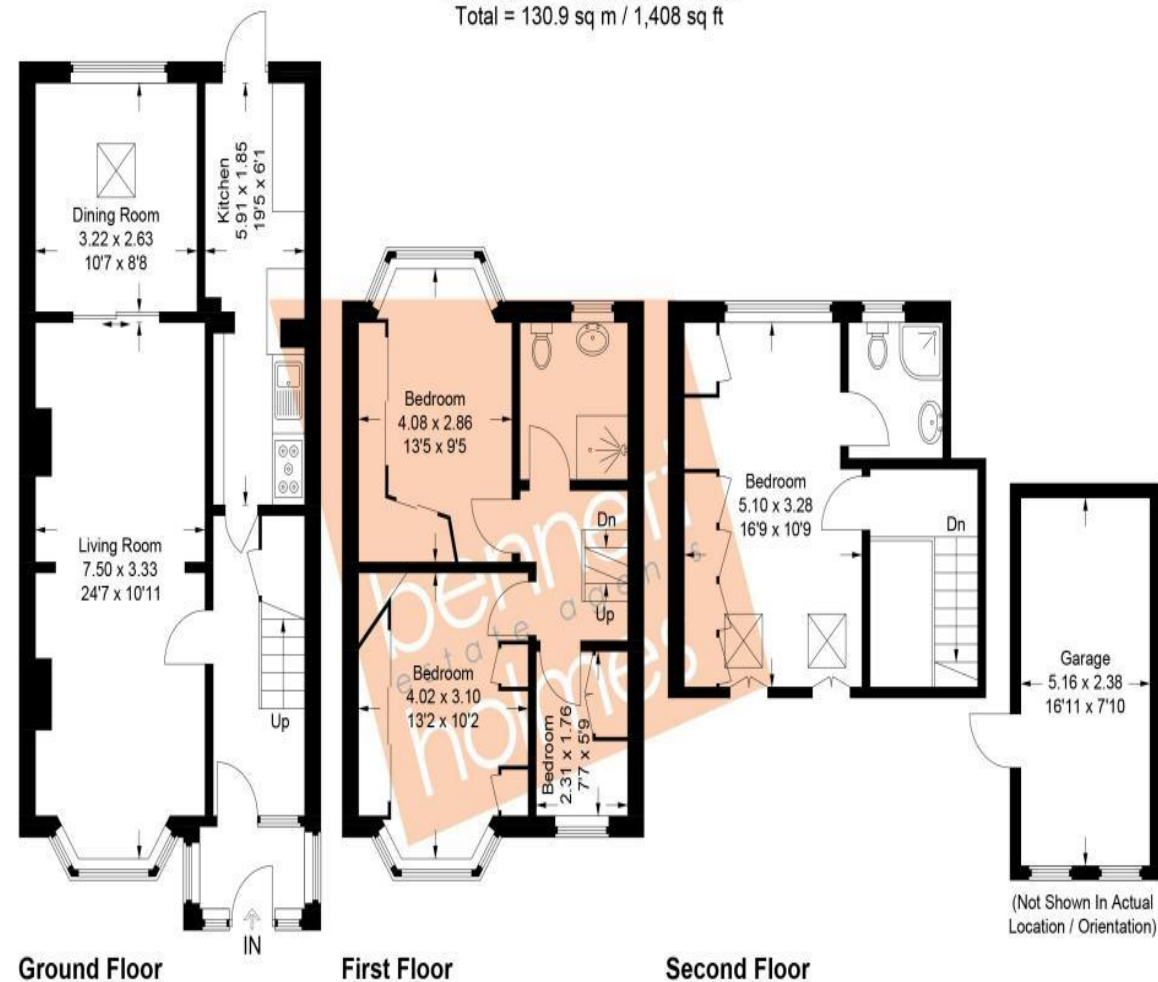 Total = 130.9 sq m / 1,408 sq ft
Dining Room
3.22 x 2.63
10'7 x 8'8
Kitchen
5.91 x 1.85
19'5 x 6'1
Living Room
7.50 x 3.33
24'7 x 10'11
Up
IN
Ground Floor
Bedroom
4.08 x 2.86
13'5 x 9'5
Dn
Up
Bedroom
4.02 x 3.10
13'2 x 10'2
Bedroom
2.31 x 1.76
7'7 x 5'9
First Floor
bennett
holmes
estate agents
Bedroom
5.10 x 3.28
16'9 x 10'9
Dn
Second Floor
Garage
5.16 x 2.38
16'11 x 7'10
(Not Shown In Actual
Location / Orientation)